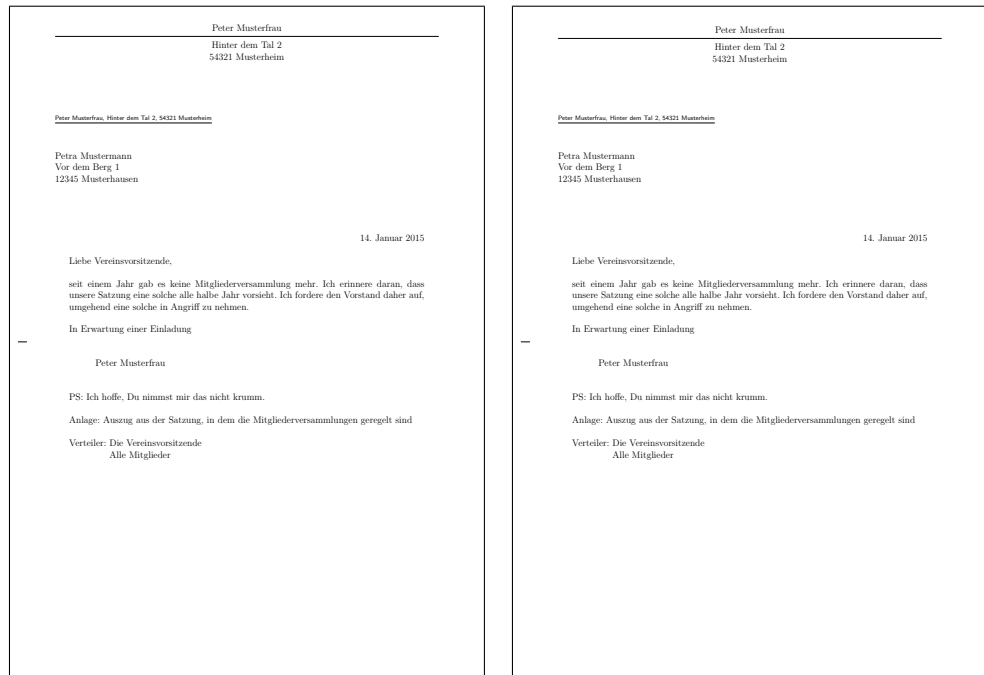 Peter Musterfrau
Hinter dem Tal 2
54321 Musterheim
Peter Musterfrau, Hinter dem Tal 2, 54321 Musterheim
Petra Mustermann
Vor dem Berg 1
12345 Musterhausen
14. Januar 2015
Liebe Vereinsvorsitzende,
seit einem Jahr gab es keine Mitgliederversammlung mehr. Ich erinnere daran, dass
unsere Satzung eine solche alle halbe Jahr vorsieht. Ich fordere den Vorstand daher auf,
umgehend eine solche in Angriff zu nehmen.
In Erwartung einer Einladung
Peter Musterfrau
PS: Ich hoffe, Du nimmst mir das nicht krumm.
Anlage: Auszug aus der Satzung, in dem die Mitgliederversammlungen geregelt sind
Verteiler: Die Vereinsvorsitzende
Alle Mitglieder
Peter Musterfrau
Hinter dem Tal 2
54321 Musterheim
Peter Musterfrau, Hinter dem Tal 2, 54321 Musterheim
Petra Mustermann
Vor dem Berg 1
12345 Musterhausen
14. Januar 2015
Liebe Vereinsvorsitzende,
seit einem Jahr gab es keine Mitgliederversammlung mehr. Ich erinnere daran, dass
unsere Satzung eine solche alle halbe Jahr vorsieht. Ich fordere den Vorstand daher auf,
umgehend eine solche in Angriff zu nehmen.
In Erwartung einer Einladung
Peter Musterfrau
PS: Ich hoffe, Du nimmst mir das nicht krumm.
Anlage: Auszug aus der Satzung, in dem die Mitgliederversammlungen geregelt sind
Verteiler: Die Vereinsvorsitzende
Alle Mitglieder